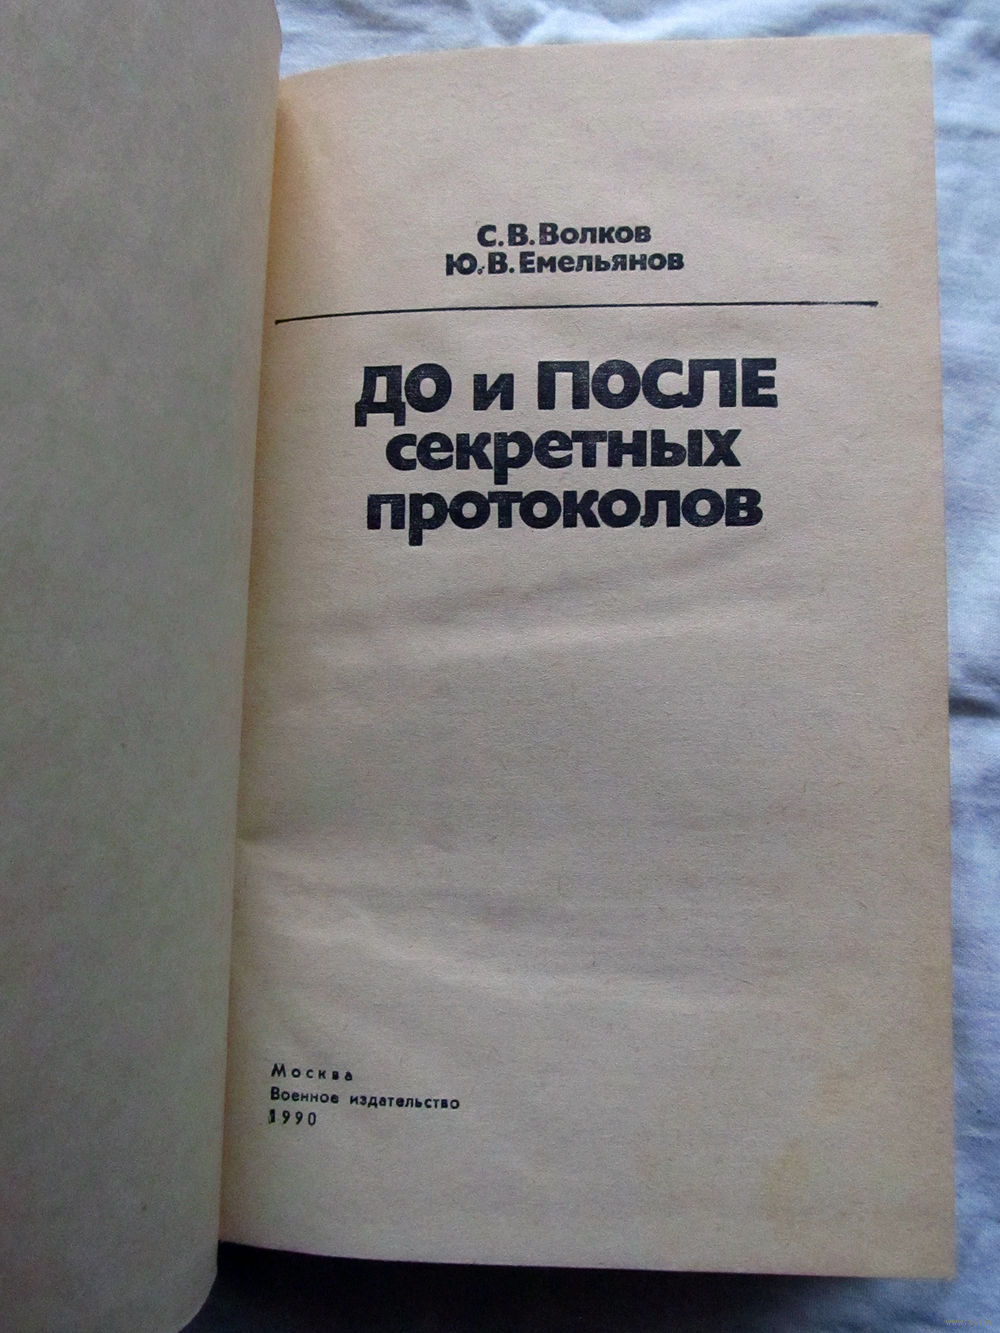 С.В.Волков
Ю.В.Емельянов
ДО и ПОСЛЕ
секретных
протоколов
Москва
Военное издательство
1990